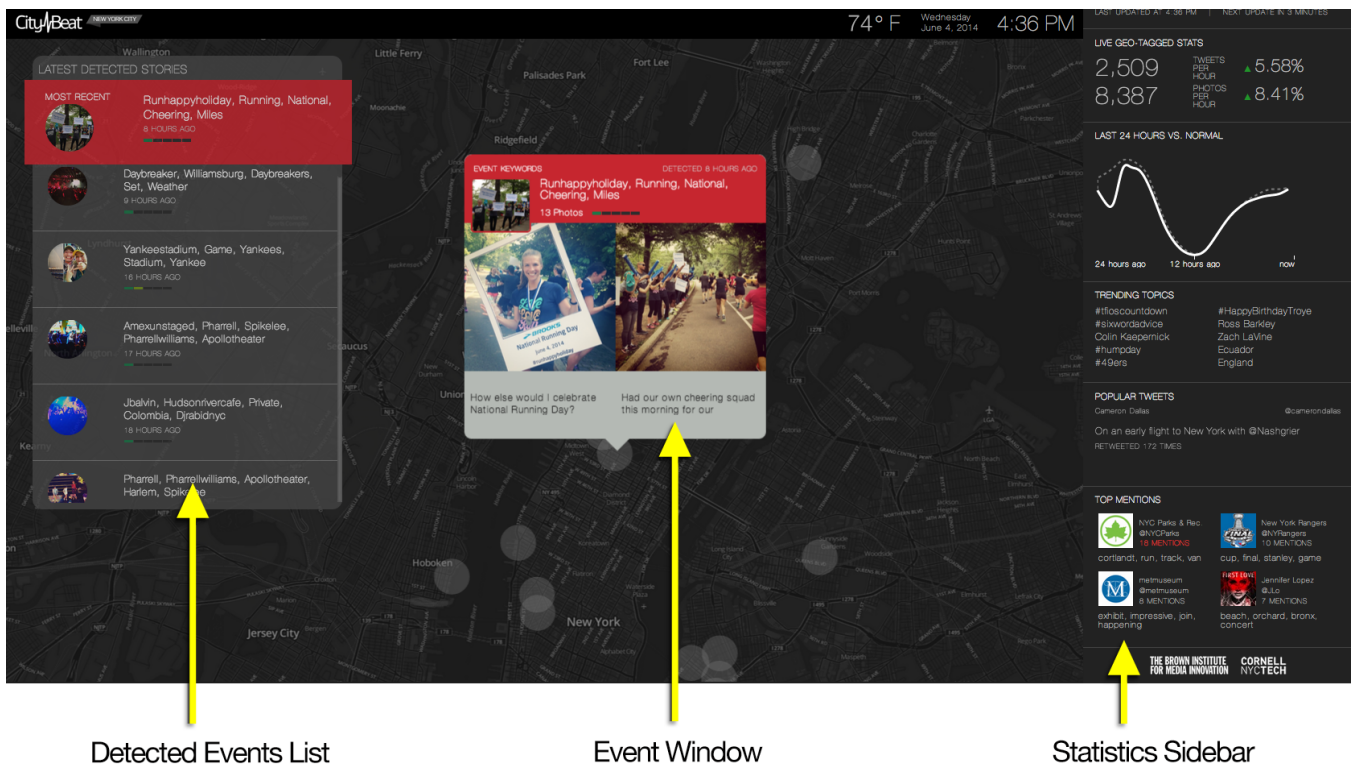 CityBeat NEW YORK CITY
74° F
Wednesday
June 4, 2014
4:36 PM
LAST UPDATED AT 4:36 PM | NEXT UPDATE IN 3 MINUTES
LATEST DETECTED STORIES
MOST RECENT
Runhappyholiday, Running, National,
Cheering, Miles
8 HOURS AGO
Daybreaker, Williamsburg, Daybreakers,
Set, Weather
9 HOURS AGO
Yankeestadium, Game, Yankees,
Stadium, Yankee
16 HOURS AGO
Amexunstaged, Pharrell, Spikelee,
Pharrellwilliams, Apollotheater
17 HOURS AGO
Jbalvin, Hudsonrivercafe, Private,
Colombia, Djrabidnyc
18 HOURS AGO
Pharrell, Pharrellwilliams, Apollotheater,
Harlem, Spikelee
Wallington
Little Ferry
Palisades Park
Fort Lee
Moonachie
Ridgefield
Secaucus
Union
Hoboken
Jersey City
New York
EVENT KEYWORDS
DETECTED 8 HOURS AGO
Runhappyholiday, Running, National,
Cheering, Miles
13 Photos
BROOKS
National Running Day
June 4, 2014
#runhappyholiday
How else would I celebrate
National Running Day?
Had our own cheering squad
this morning for our
LIVE GEO-TAGGED STATS
2,509
TWEETS
PER
HOUR
5.58%
8,387
PHOTOS
PER
HOUR
8.41%
LAST 24 HOURS VS. NORMAL
24 hours ago
12 hours ago
now
TRENDING TOPICS
#tfioscountdown
#sixwordadvice
Colin Kaepernick
#humpday
#49ers
#HappyBirthdayTroye
Ross Barkley
Zach LaVine
Ecuador
England
POPULAR TWEETS
Cameron Dallas
@camerondallas
On an early flight to New York with @Nashgrier
RETWEETED 172 TIMES
TOP MENTIONS
NYC Parks & Rec
@NYCParks
18 MENTIONS
cortlandt, run, track, van
New York Rangers
@NYRangers
10 MENTIONS
cup, final, stanley, game
metmuseum
@metmuseum
8 MENTIONS
exhibit, impressive, join,
happening
Jennifer Lopez
@JLo
7 MENTIONS
beach, orchard, bronx,
concert
THE BROWN INSTITUTE
FOR MEDIA INNOVATION
CORNELL
NYCTECH
Detected Events List
Event Window
Statistics Sidebar